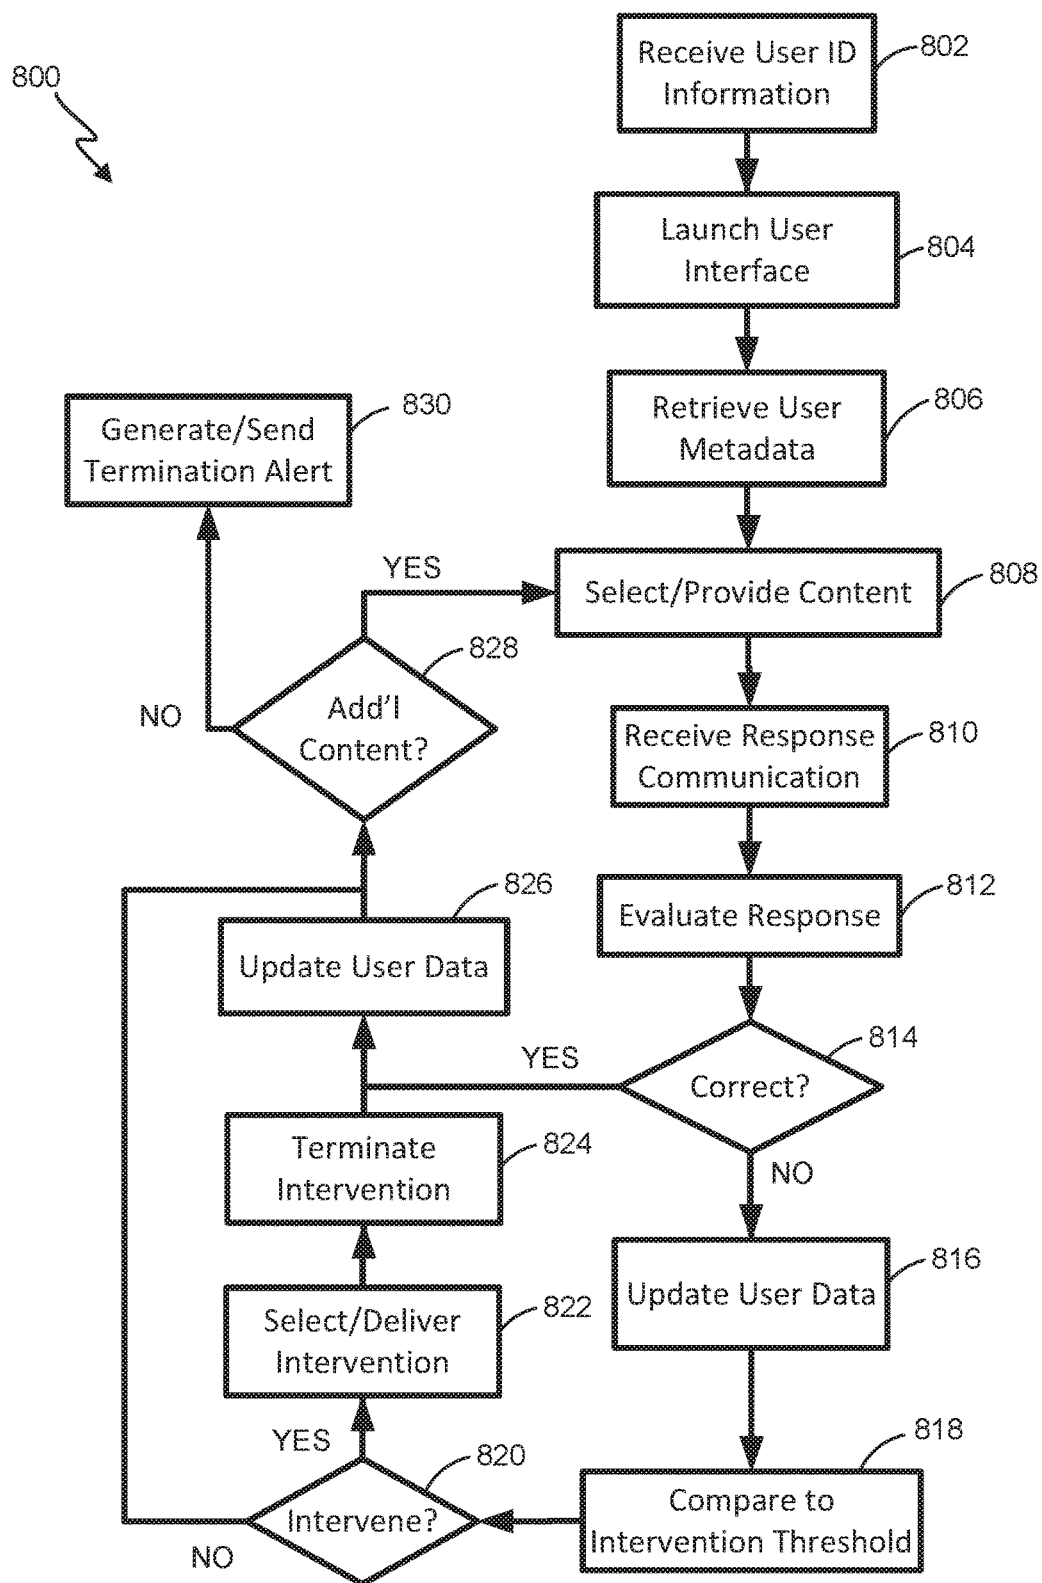 800
Receive User ID
Information
802
Launch User
Interface
804
Retrieve User
Metadada
806
Generate/Send
Termination Alert
830
YES
Select/Provide Content
808
828
Add'l
Content?
NO
Receive Response
Communication
810
826
Evaluate Response
812
Update User Data
YES
814
Correct?
Terminate
Intervention
824
NO
Update User Data
816
Select/Deliver
Intervention
822
YES
820
818
Intervene?
NO
Compare to
Intervention Threshold